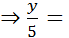 ⇒ y/5 =